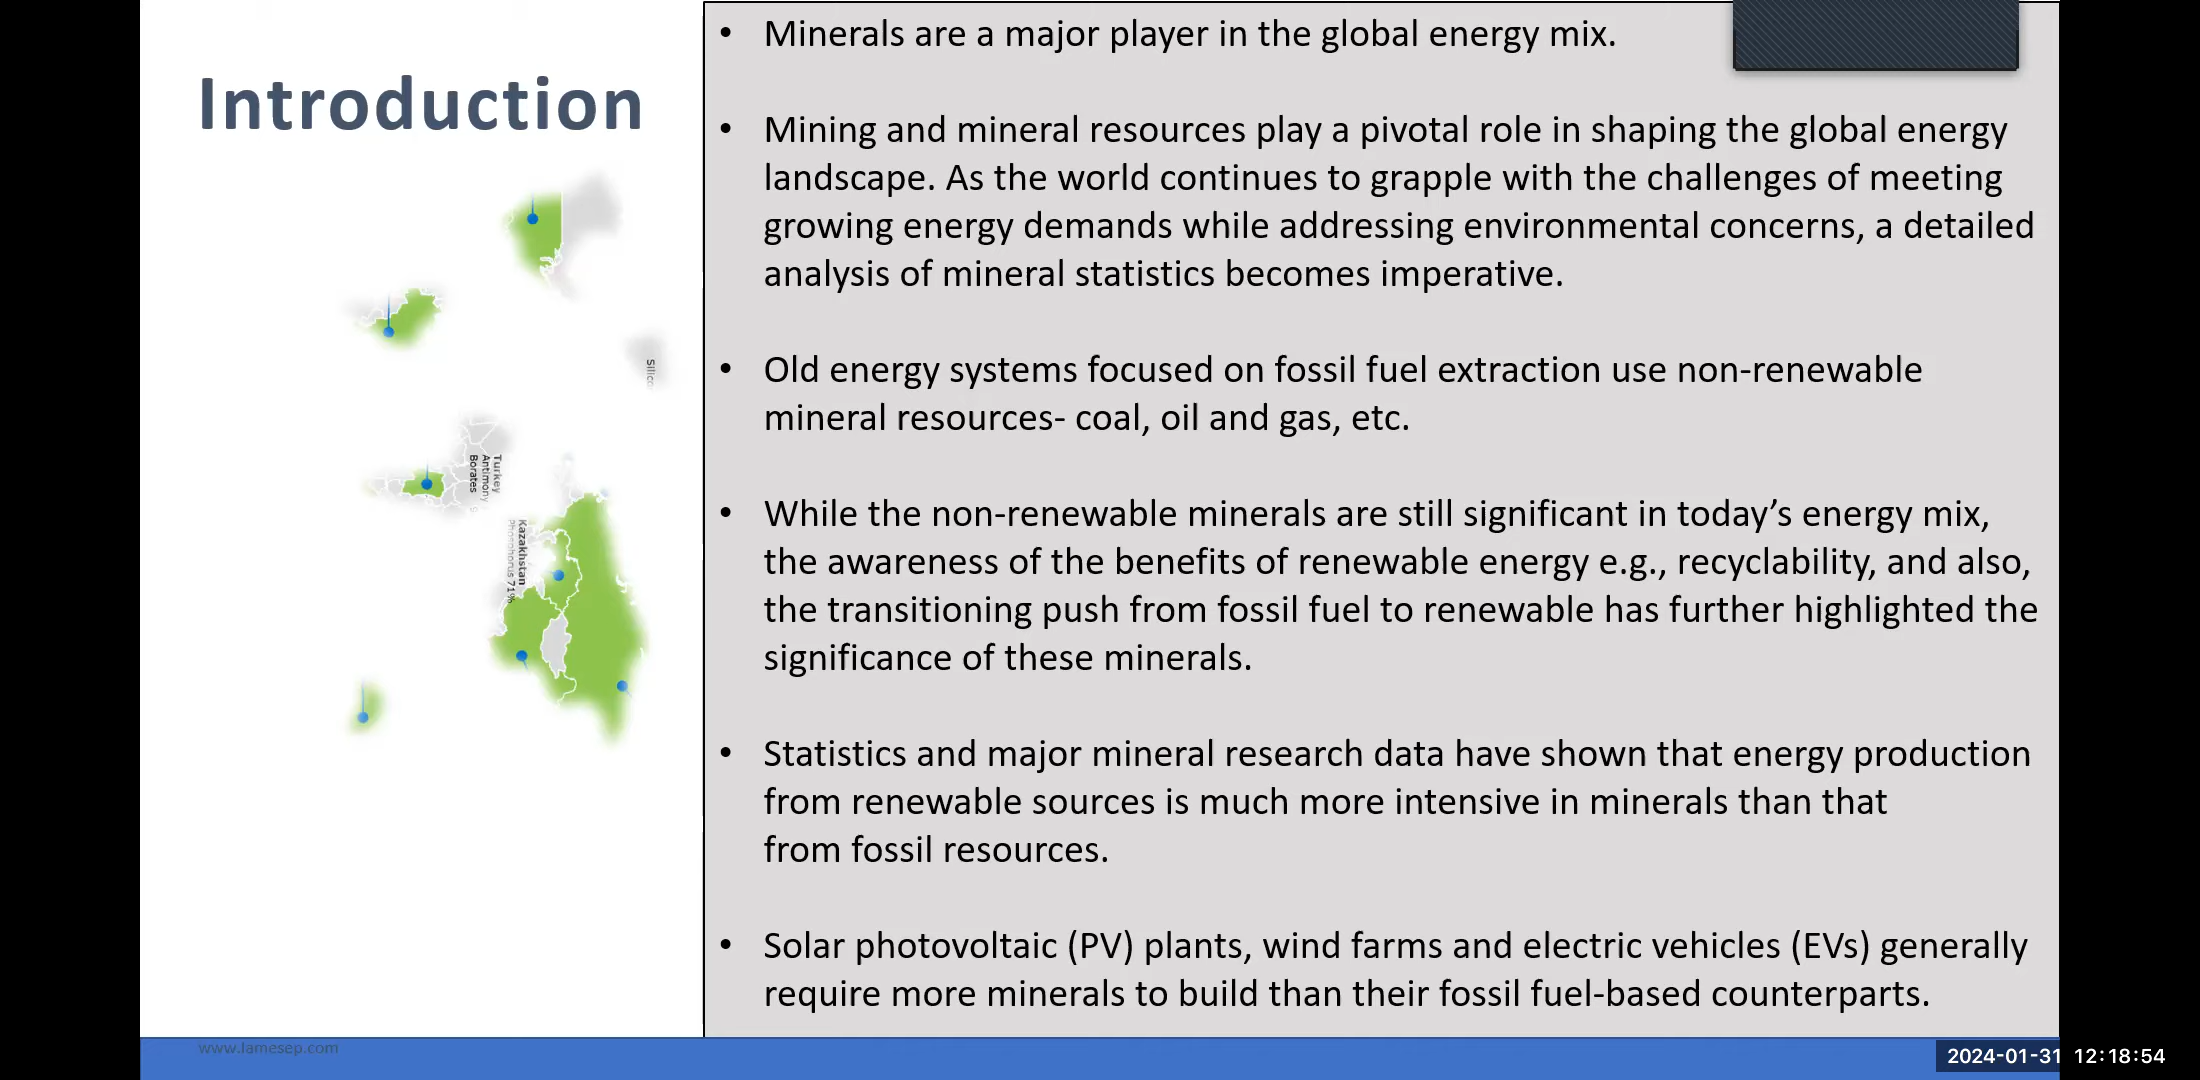 Introduction
• Minerals are a major player in the global energy mix.
• Mining and mineral resources play a pivotal role in shaping the global energy
landscape. As the world continues to grapple with the challenges of meeting
growing energy demands while addressing environmental concerns, a detailed
analysis of mineral statistics becomes imperative.
• Old energy systems focused on fossil fuel extraction use non-renewable
mineral resources- coal, oil and gas, etc.
• While the non-renewable minerals are still significant in today’s energy mix,
the awareness of the benefits of renewable energy e.g., recyclability, and also,
the transitioning push from fossil fuel to renewable has further highlighted the
significance of these minerals.
• Statistics and major mineral research data have shown that energy production
from renewable sources is much more intensive in minerals than that
from fossil resources.
• Solar photovoltaic (PV) plants, wind farms and electric vehicles (EVs) generally
require more minerals to build than their fossil fuel-based counterparts.
Turkey
Antimony
Borates
Kazakhstan
Phosphorus 71%
www.lamesep.com
2024-01-31 12:18:54